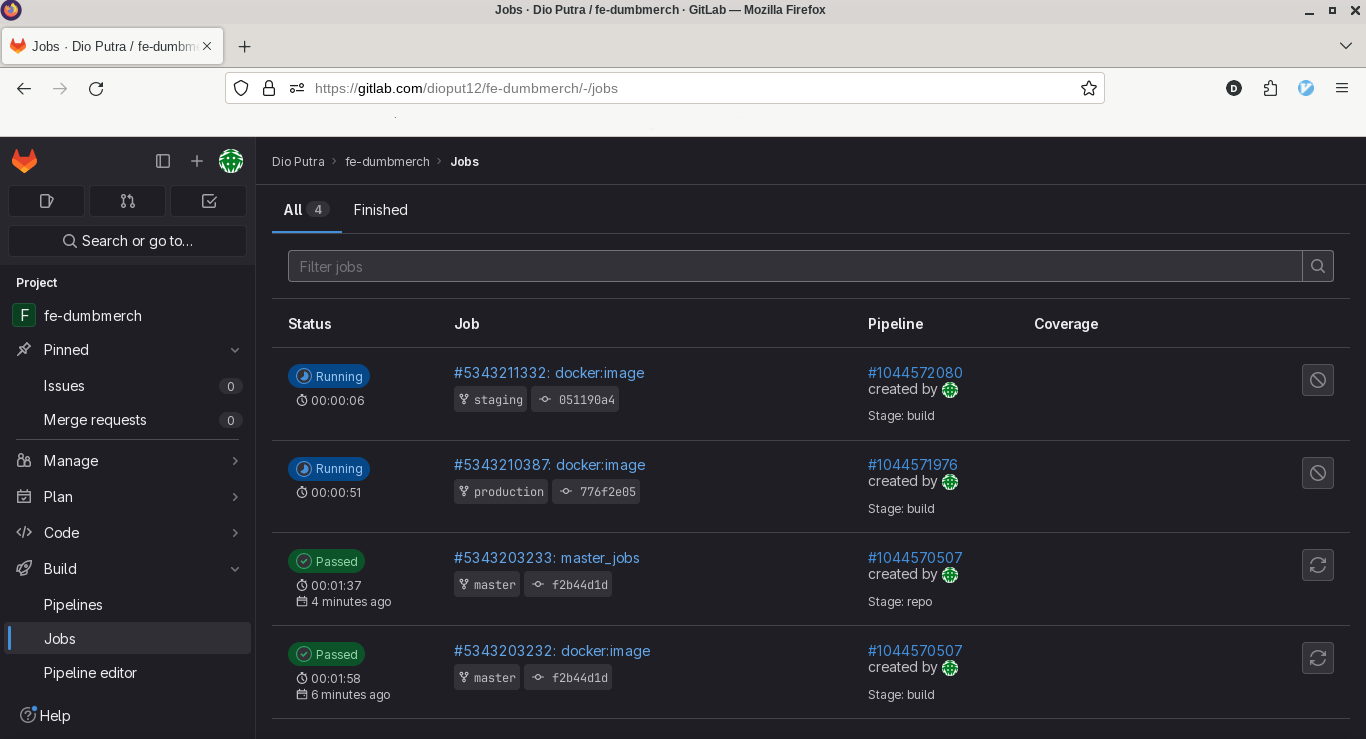 Jobs · Dio Putra / fe-dumbmerch · GitLab — Mozilla Firefox
Jobs · Dio Putra / fe-dumbm
https://gitlab.com/dioput12/fe-dumbmerch/-/jobs
D
Dio Putra › fe-dumbmerch › Jobs
All 4 Finished
Search or go to…
Filter jobs
Project
F fe-dumbmerch
Pinned
Issues 0
Merge requests 0
Manage
Plan
Code
Build
Pipelines
Jobs
Pipeline editor
Help
Status Job Pipeline Coverage
Running #5343211332: docker:image #1044572080
created by
00:00:06 staging 051190a4
Stage: build
Running #5343210387: docker:image #1044571976
created by
00:00:51 production 776f2e05
Stage: build
Passed #5343203233: master_jobs #1044570507
created by
00:01:37 master f2b44d1d
4 minutes ago Stage: repo
Passed #5343203232: docker:image #1044570507
created by
00:01:58 master f2b44d1d
6 minutes ago Stage: build